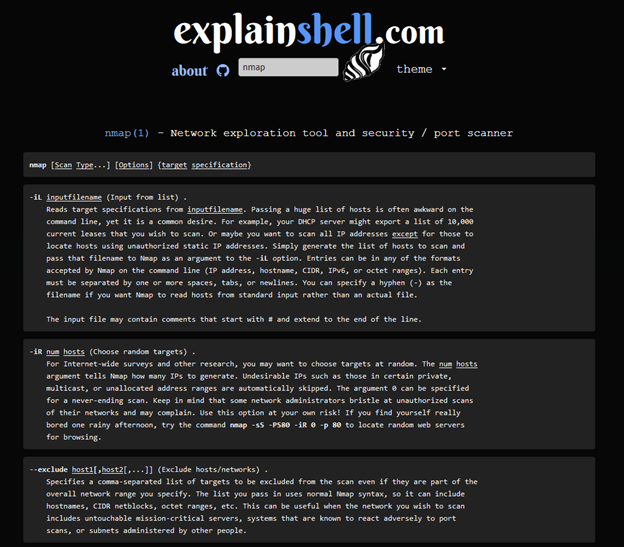 explainshell.com
about nmap theme
nmap(1) - Network exploration tool and security / port scanner
nmap [Scan Type...] [Options] {target specification}
-iL inputfilename (Input from list) .
Reads target specifications from inputfilename. Passing a huge list of hosts is often awkward on the
command line, yet it is a common desire. For example, your DHCP server might export a list of 10,000
current leases that you wish to scan. Or maybe you want to scan all IP addresses except for those to
locate hosts using unauthorized static IP addresses. Simply generate the list of hosts to scan and
pass that filename to Nmap as an argument to the -iL option. Entries can be in any of the formats
accepted by Nmap on the command line (IP address, hostname, CIDR, IPv6, or octet ranges). Each entry
must be separated by one or more spaces, tabs, or newlines. You can specify a hyphen (-) as the
filename if you want Nmap to read hosts from standard input rather than an actual file.
The input file may contain comments that start with # and extend to the end of the line.
-iR num hosts (Choose random targets) .
For Internet-wide surveys and other research, you may want to choose targets at random. The num hosts
argument tells Nmap how many IPs to generate. Undesirable IPs such as those in certain private,
multicast, or unallocated address ranges are automatically skipped. The argument 0 can be specified
for a never-ending scan. Keep in mind that some network administrators bristle at unauthorized scans
of their networks and may complain. Use this option at your own risk! If you find yourself really
bored one rainy afternoon, try the command nmap -sS -PS80 -iR 0 -p 80 to locate random web servers
for browsing.
--exclude host1[,host2[,...]] (Exclude hosts/networks) .
Specifies a comma-separated list of targets to be excluded from the scan even if they are part of the
overall network range you specify. The list you pass in uses normal Nmap syntax, so it can include
hostnames, CIDR netblocks, octet ranges, etc. This can be useful when the network you wish to scan
includes untouchable mission-critical servers, systems that are known to react adversely to port
scans, or subnets administered by other people.